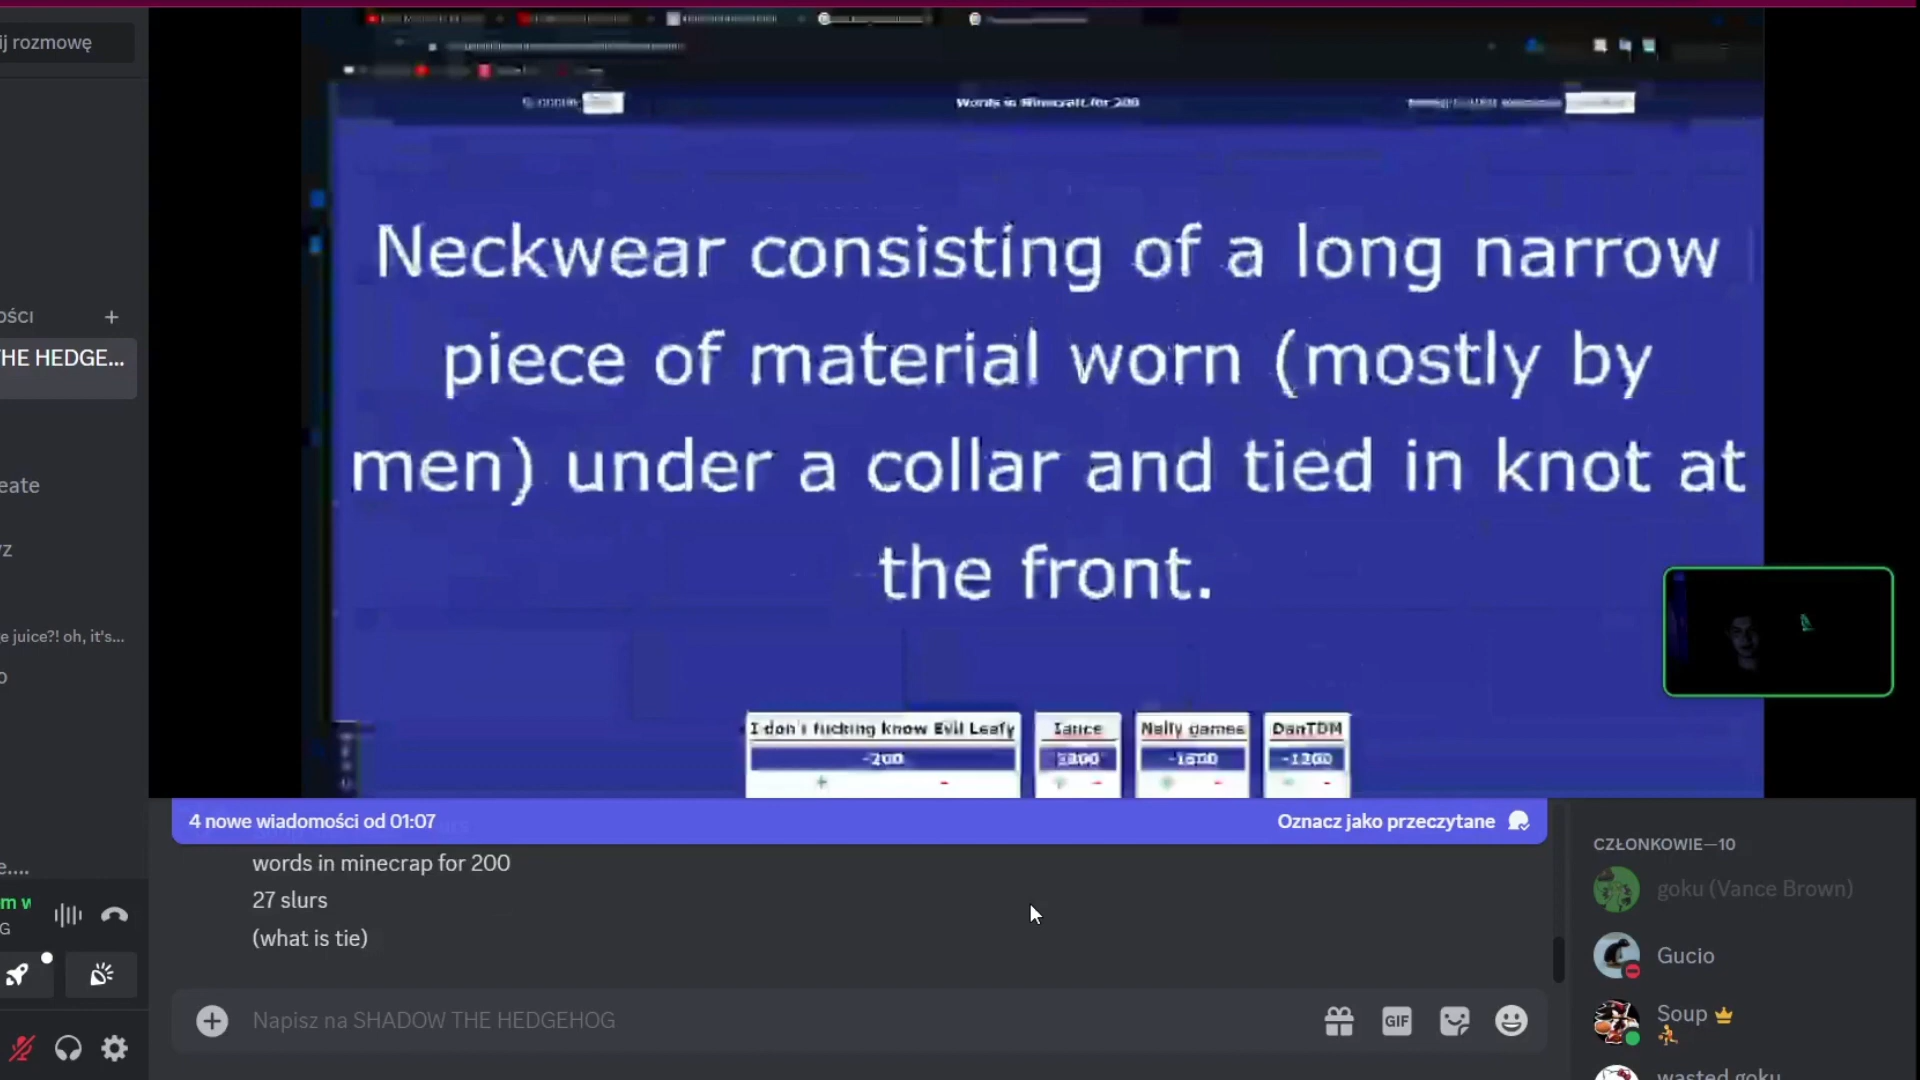 ij rozmowę
Words in Minecraft for 200
Neckwear consisting of a long narrow
piece of material worn (mostly by
men) under a collar and tied in knot at
the front.
ości
HE HEDGE...
eate
yz
e juice?! oh, it's...
o
I don't fucking know Evil Leafy
-200
+ -
Nelly games
DanTDM
4 nowe wiadomości od 01:07
Oznacz jako przeczytane
words in minecrap for 200
27 slurs
(what is tie)
Napisz na SHADOW THE HEDGEHOG
GIF
CZŁONKOWIE—10
goku (Vance Brown)
Gucio
Soup
wasted goku
e....
G